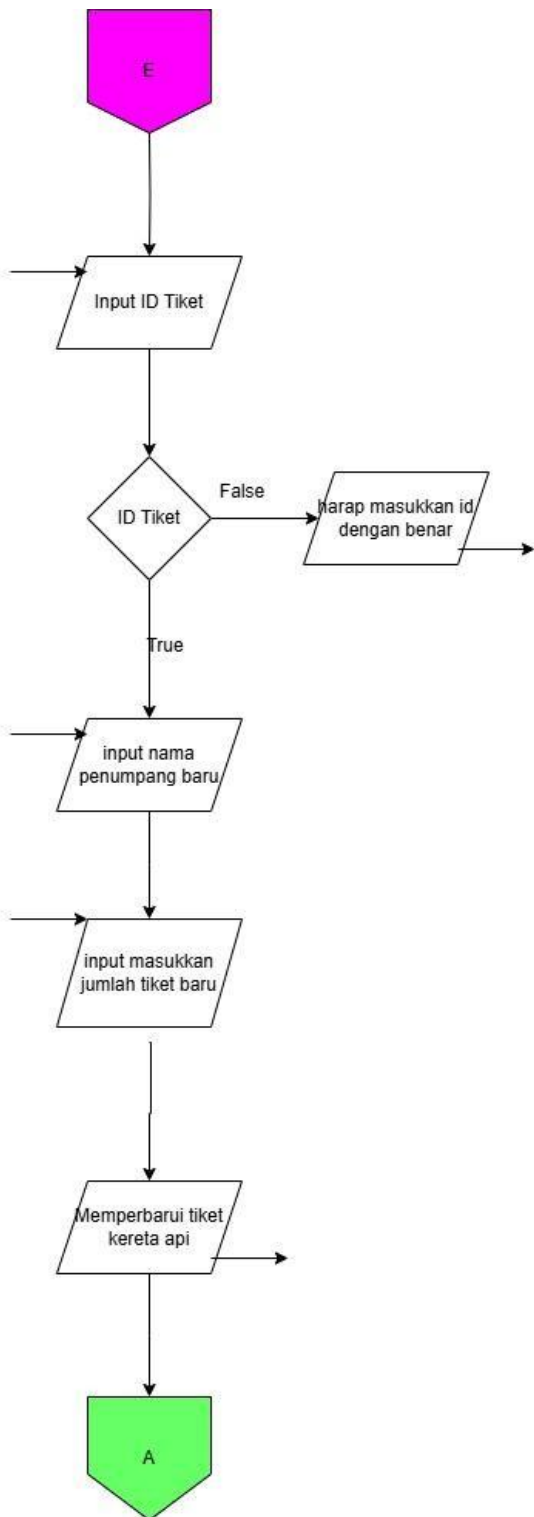 E
Input ID Tiket
ID Tiket
False
harap masukkan id
dengan benar
True
input nama
penumpang baru
input masukkan
jumlah tiket baru
Memperbarui tiket
kereta api
A